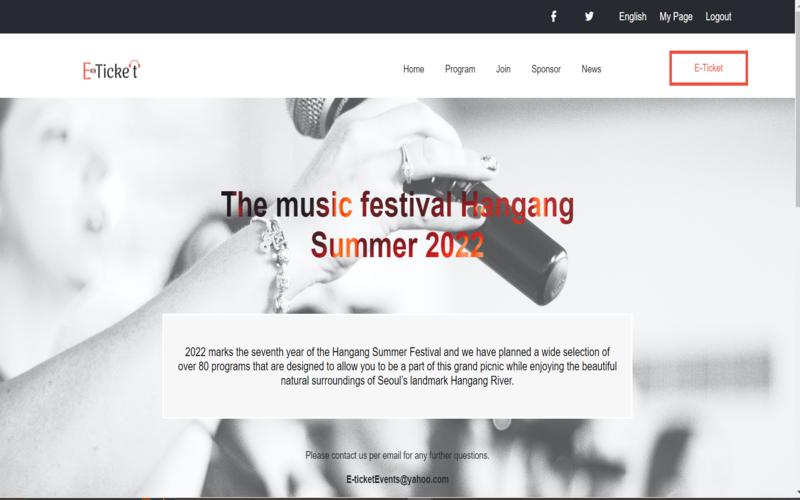 English My Page Logout
E-Ticket
Home Program Join Sponsor News
E-Ticket
The music festival Hangang
Summer 2022
2022 marks the seventh year of the Hangang Summer Festival and we have planned a wide selection of
over 80 programs that are designed to allow you to be a part of this grand picnic while enjoying the beautiful
natural surroundings of Seoul's landmark Hangang River.
Please contact us per email for any further questions.
E-ticketEvents@yahoo.com